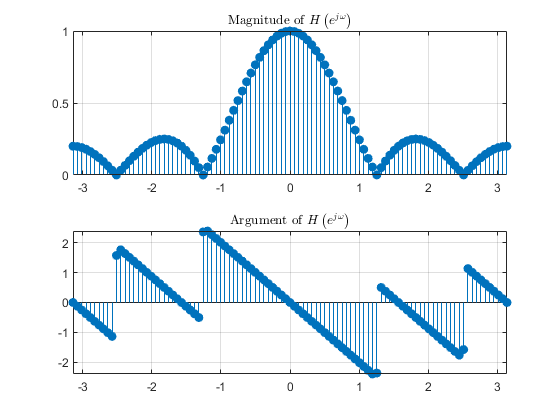 Magnitude of H (e^{jω})
1
0.5
0
-3 -2 -1 0 1 2 3
Argument of H (e^{jω})
2
1
0
-1
-2
-3 -2 -1 0 1 2 3